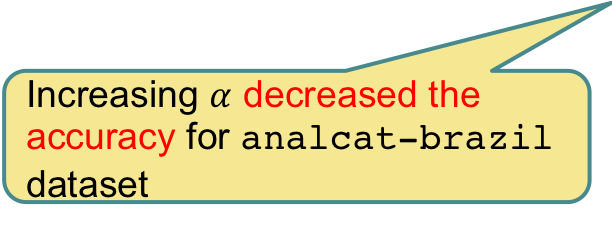 Increasing 𝛼 decreased the
accuracy for analcat-brazil
dataset